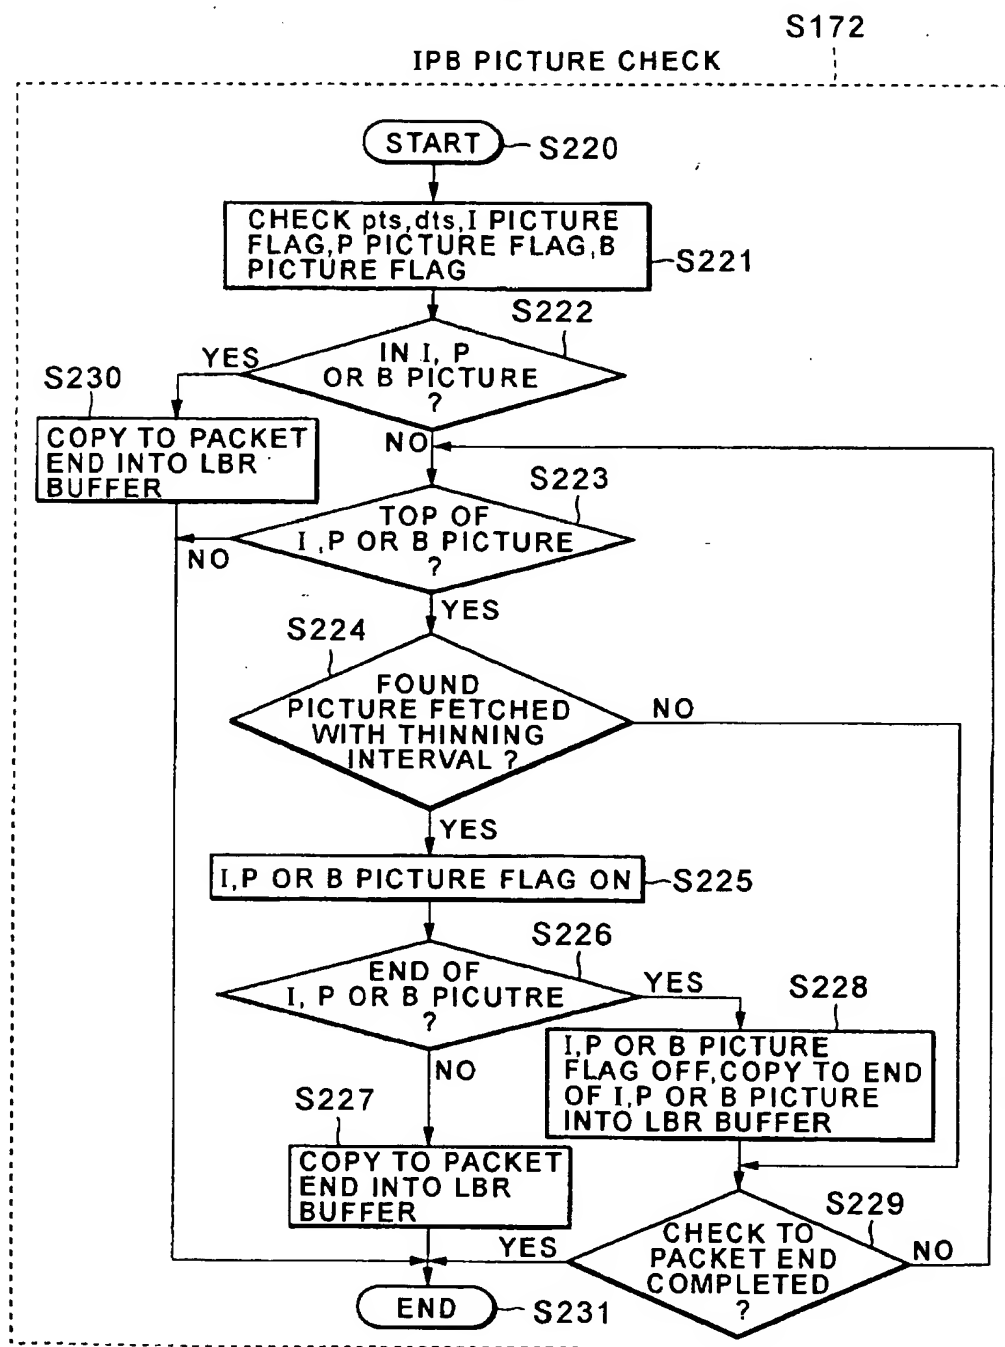 S172
IPB PICTURE CHECK
START
S220
CHECK pts,dts,I PICTURE
FLAG,P PICTURE FLAG,B
PICTURE FLAG
S221
S222
IN I, P
OR B PICTURE
?
YES
S230
COPY TO PACKET
END INTO LBR
BUFFER
NO
S223
TOP OF
I ,P OR B PICTURE
?
NO
YES
S224
FOUND
PICTURE FETCHED
WITH THINNING
INTERVAL ?
NO
YES
I,P OR B PICTURE FLAG ON
S225
S226
END OF
I, P OR B PICUTRE
?
YES
S228
I,P OR B PICTURE
FLAG OFF,COPY TO END
OF I,P OR B PICTURE
INTO LBR BUFFER
NO
S227
COPY TO PACKET
END INTO LBR
BUFFER
S229
CHECK TO
PACKET END
COMPLETED
?
YES
NO
END
S231